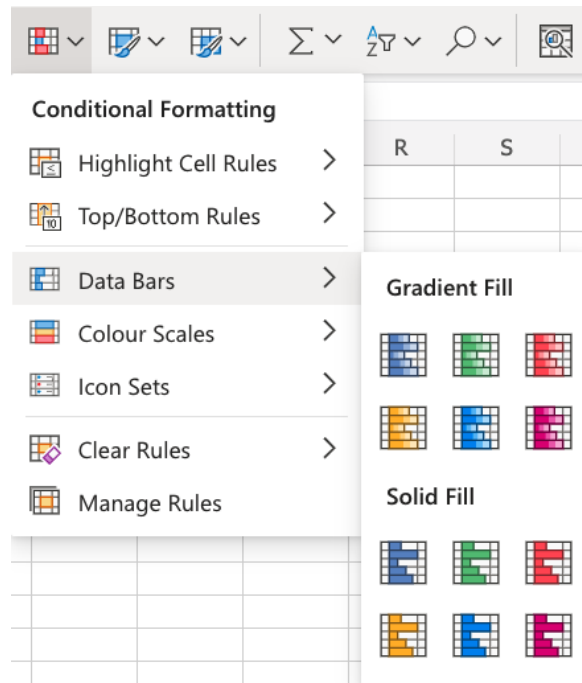 A
Z
Conditional Formatting
R
S
Highlight Cell Rules
Top/Bottom Rules
10
Data Bars
Gradient Fill
Colour Scales
Icon Sets
Clear Rules
Solid Fill
Manage Rules